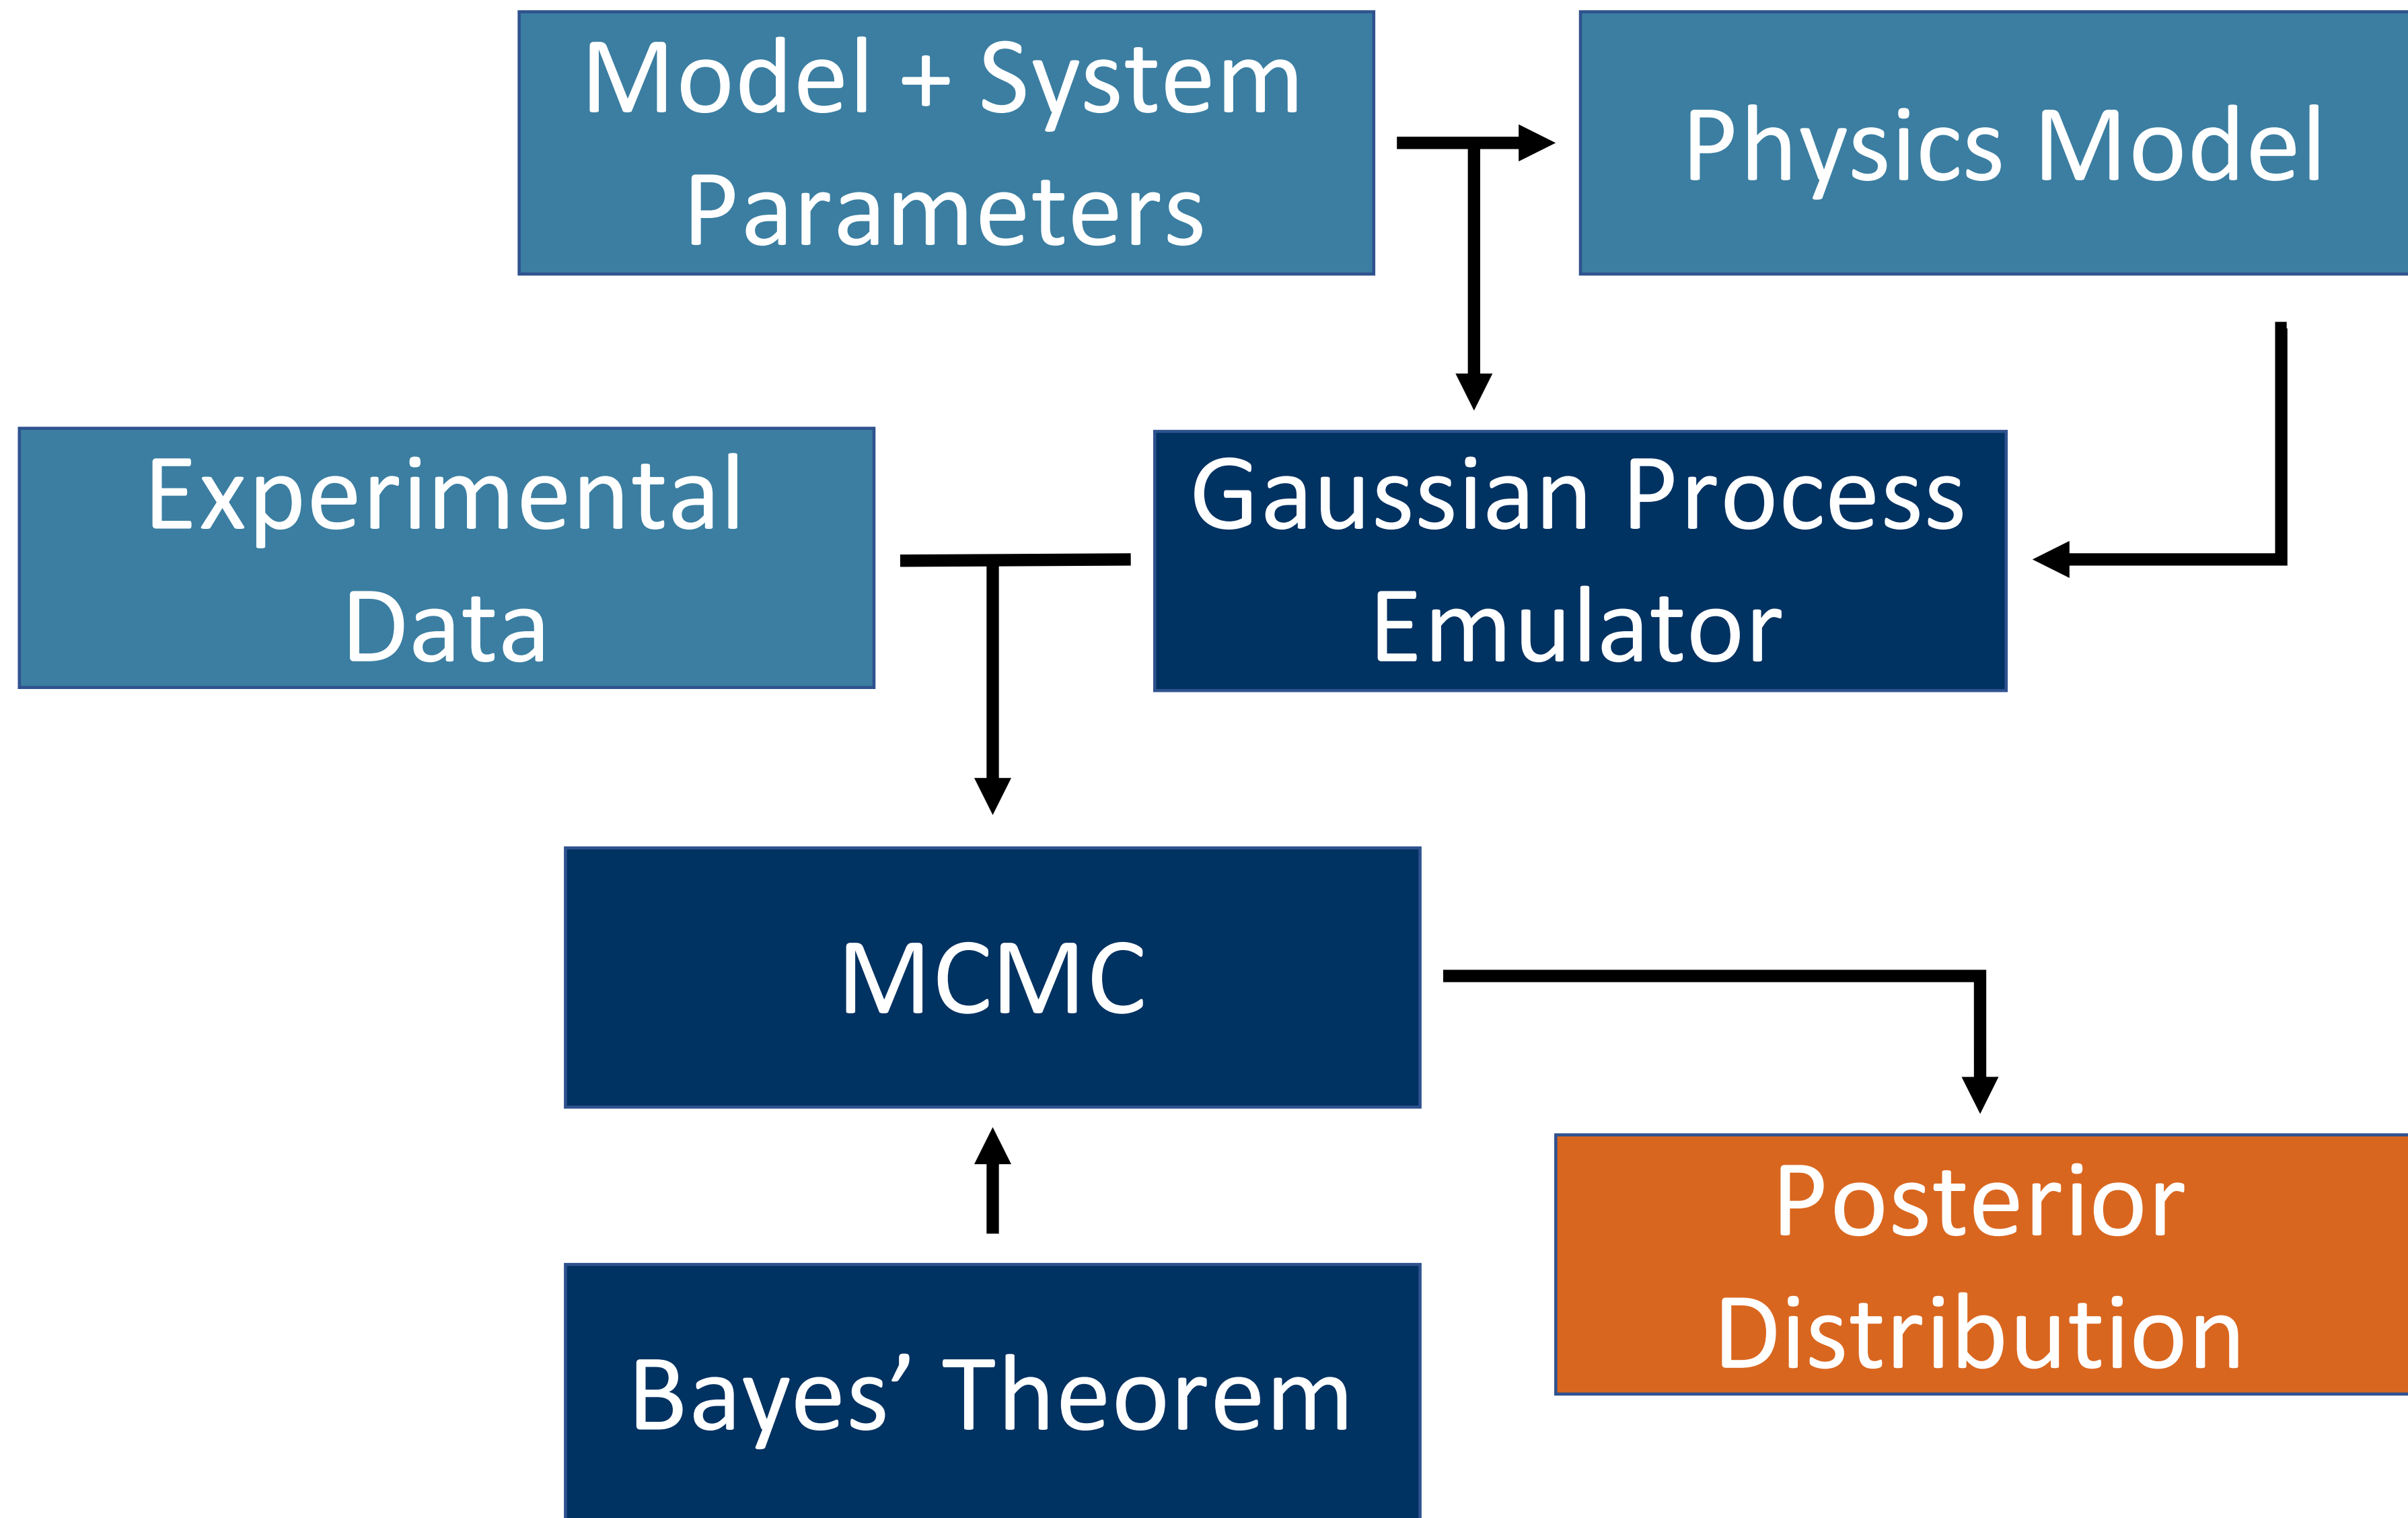 Model + System
Parameters
Physics Model
Experimental
Data
Gaussian Process
Emulator
MCMC
Posterior
Distribution
Bayes’ Theorem